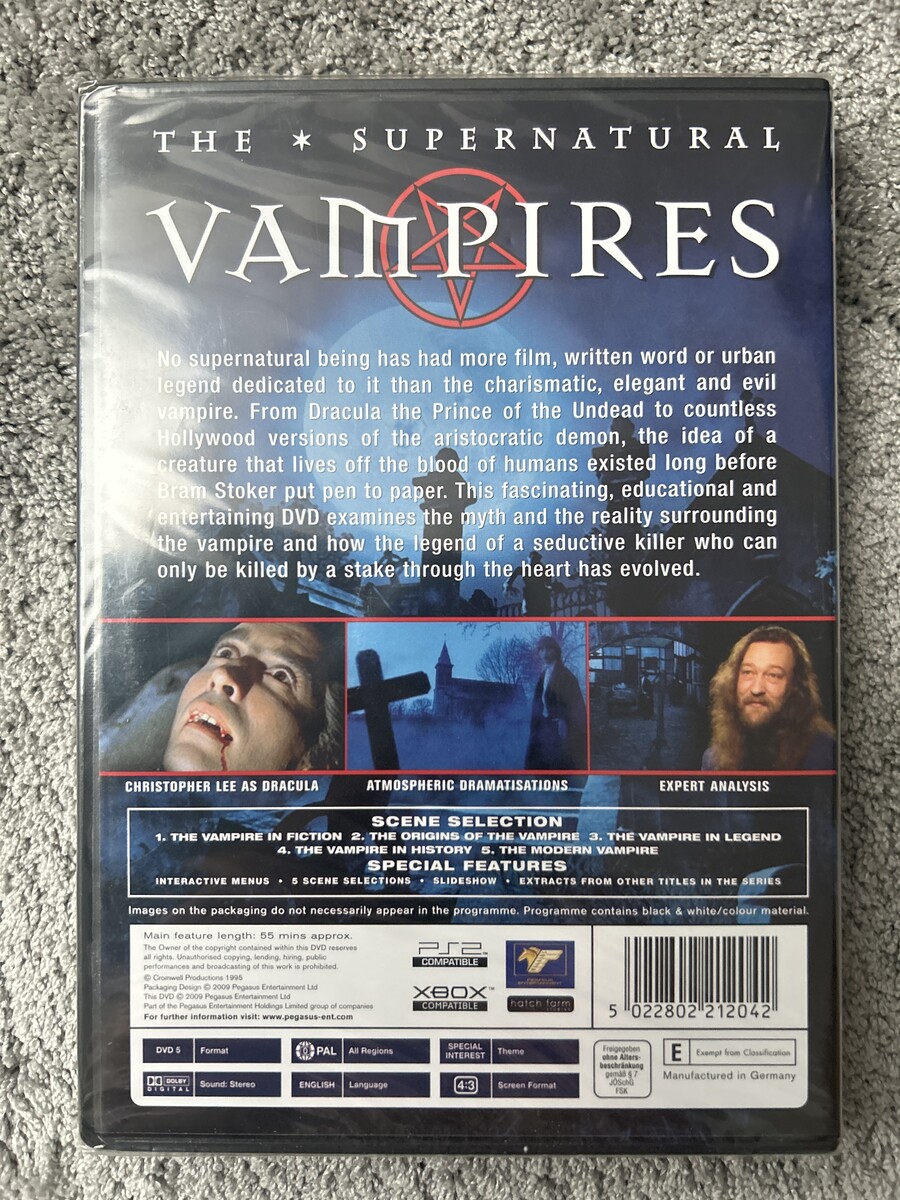 THE * SUPERNATURAL
VAMPIRES
No supernatural being has had more film, written word or urban
legend dedicated to it than the charismatic, elegant and evil
vampire. From Dracula the Prince of the Undead to countless
Hollywood versions of the aristocratic demon, the idea of a
creature that lives off the blood of humans existed long before
Bram Stoker put pen to paper. This fascinating, educational and
entertaining DVD examines the myth and the reality surrounding
the vampire and how the legend of a seductive killer who can
only be killed by a stake through the heart has evolved.
CHRISTOPHER LEE AS DRACULA
ATMOSPHERIC DRAMATISATIONS
EXPERT ANALYSIS
SCENE SELECTION
1. THE VAMPIRE IN FICTION 2. THE ORIGINS OF THE VAMPIRE 3. THE VAMPIRE IN LEGEND
4. THE VAMPIRE IN HISTORY 5. THE MODERN VAMPIRE
SPECIAL FEATURES
INTERACTIVE MENUS • 5 SCENE SELECTIONS • SLIDESHOW • EXTRACTS FROM OTHER TITLES IN THE SERIES
Images on the packaging do not necessarily appear in the programme. Programme contains black & white/colour material.
Main feature length: 55 mins approx.
The Owner of the copyright contained within this DVD reserves
all rights. Unauthorised copying, lending, hiring, public
performances and broadcasting of this work is prohibited.
© Cromwell Productions 1995
Packaging Design © 2009 Pegasus Entertainment Ltd
This DVD © 2009 Pegasus Entertainment Ltd
Part of the Pegasus Entertainment Holdings Limited group of companies
For further information visit: www.pegasus-ent.com
PS2
COMPATIBLE
XBOX™
COMPATIBLE
hatch farm
5 022802 212042
DVD 5 Format
PAL All Regions
SPECIAL INTEREST Theme
DOLBY DIGITAL Sound: Stereo
ENGLISH Language
4:3 Screen Format
Freigegeben
ohne Alters-
beschränkung
gemäß § 7
JÖSchG
FSK
E Exempt from Classification
Manufactured in Germany